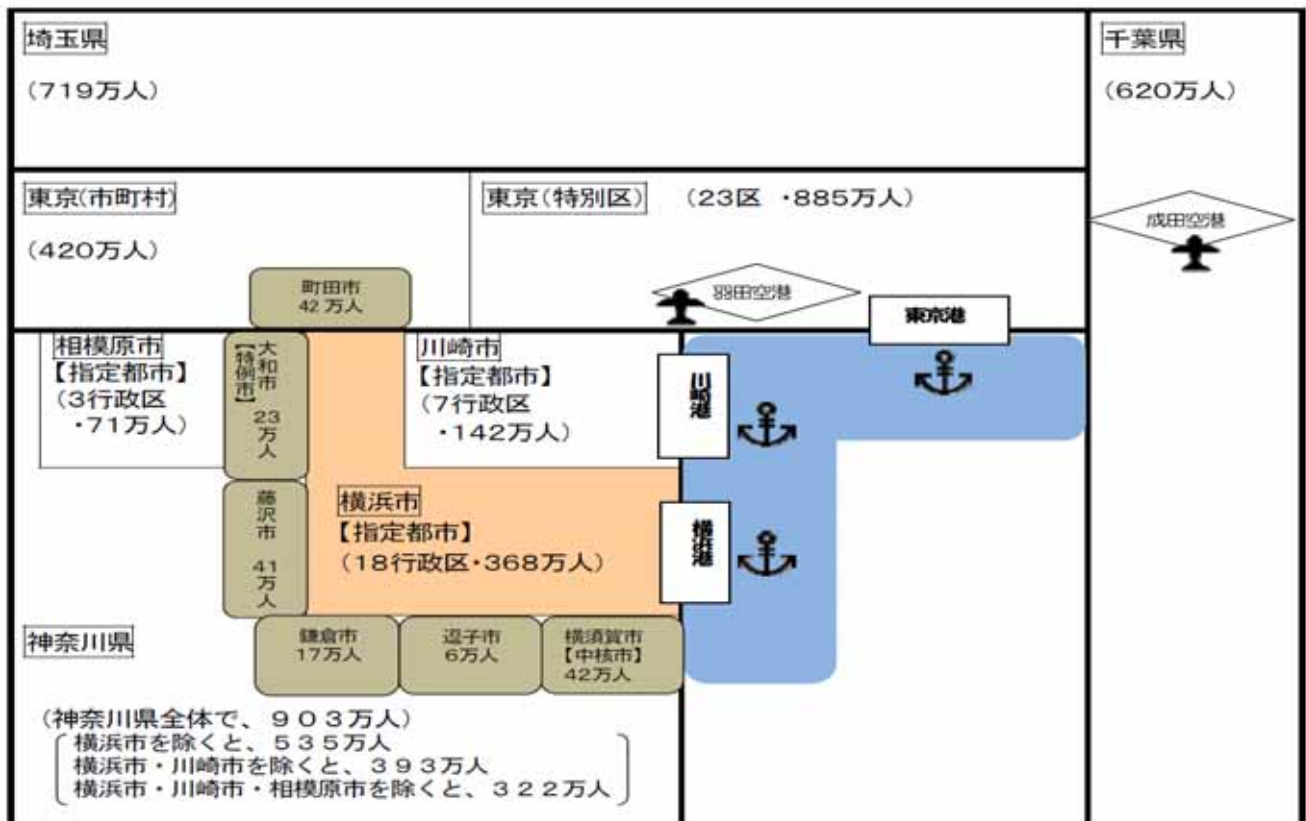 埼玉県
(719万人)
千葉県
(620万人)
東京(市町村)
(420万人)
東京(特別区) (23区・885万人)
成田空港
町田市
42万人
羽田空港
東京港
相模原市
【指定都市】
(3行政区
・71万人)
大和市 23万人
【特例市】
川崎市
【指定都市】
(7行政区
・142万人)
川崎港
藤沢市 41万人
横浜市
【指定都市】
(18行政区・368万人)
横浜港
神奈川県
鎌倉市
17万人
逗子市
6万人
横須賀市
【中核市】
42万人
(神奈川県全体で、903万人)
横浜市を除くと、535万人
横浜市・川崎市を除くと、393万人
横浜市・川崎市・相模原市を除くと、322万人